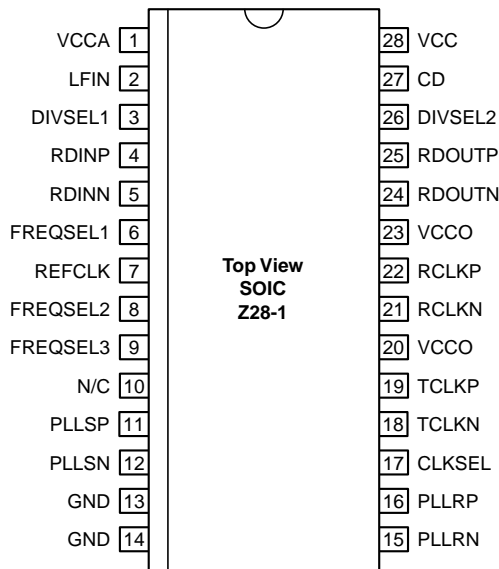 VCCA 1 28 VCC
LFIN 2 27 CD
DIVSEL1 3 26 DIVSEL2
RDINP 4 25 RDOUTP
RDINN 5 24 RDOUTN
FREQSEL1 6 23 VCCO
REFCLK 7 Top View 22 RCLKP
SOIC
FREQSEL2 8 Z28-1 21 RCLKN
FREQSEL3 9 20 VCCO
N/C 10 19 TCLKP
PLLSP 11 18 TCLKN
PLLSN 12 17 CLKSEL
GND 13 16 PLLRP
GND 14 15 PLLRN